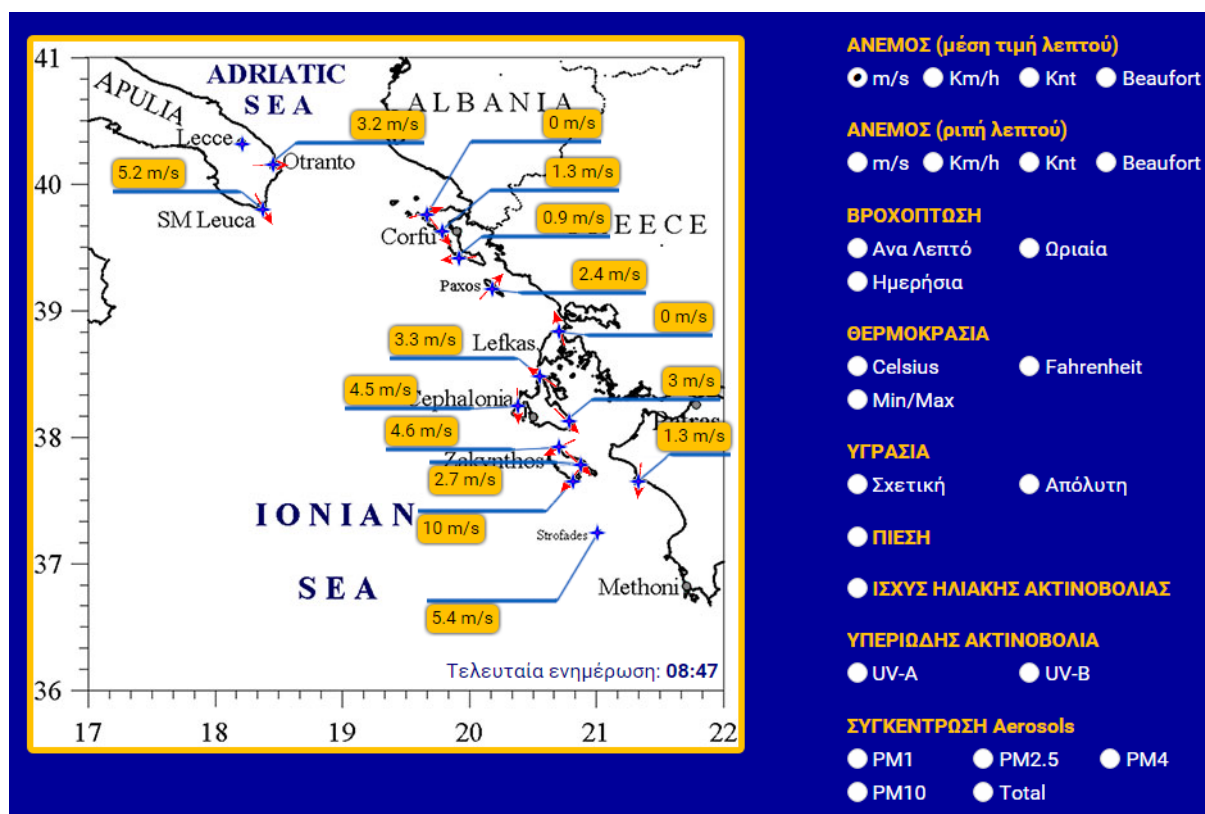 41
ADRIATIC
SEA
APULIA
ALBANIA
3.2 m/s
0 m/s
Lecce
Otranto
5.2 m/s
1.3 m/s
40
SM Leuca
0.9 m/s
Corfu
EECE
2.4 m/s
Paxos
39
0 m/s
3.3 m/s
Lefkas
3 m/s
4.5 m/s
ephalonia
4.6 m/s
1.3 m/s
38
Zakynthos
2.7 m/s
IONIAN
10 m/s
Strofades
37
SEA
Methoni
5.4 m/s
Τελευταία ενημέρωση: 08:47
36
17 18 19 20 21 22
ΑΝΕΜΟΣ (μέση τιμή λεπτού)
m/s Km/h Knt Beaufort
ΑΝΕΜΟΣ (ριπή λεπτού)
m/s Km/h Knt Beaufort
ΒΡΟΧΟΠΤΩΣΗ
Ανα Λεπτό Ωριαία
Ημερήσια
ΘΕΡΜΟΚΡΑΣΙΑ
Celsius Fahrenheit
Min/Max
ΥΓΡΑΣΙΑ
Σχετική Απόλυτη
ΠΙΕΣΗ
ΙΣΧΥΣ ΗΛΙΑΚΗΣ ΑΚΤΙΝΟΒΟΛΙΑΣ
ΥΠΕΡΙΩΔΗΣ ΑΚΤΙΝΟΒΟΛΙΑ
UV-A UV-B
ΣΥΓΚΕΝΤΡΩΣΗ Aerosols
PM1 PM2.5 PM4
PM10 Total